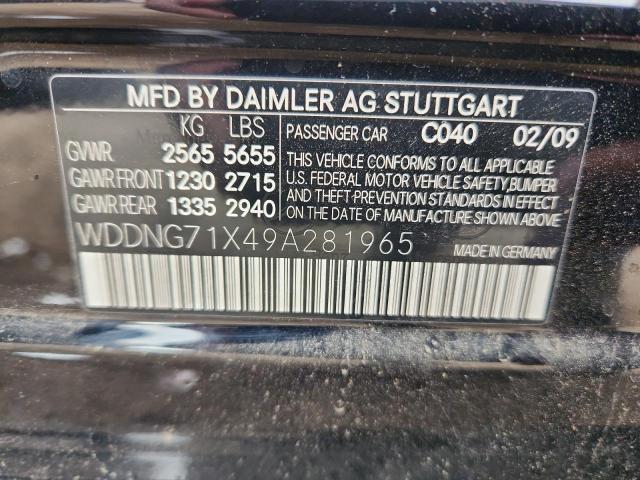 MFD BY DAIMLER AG STUTTGART
KG LBS
GVWR 2565 5655
GAWR FRONT 1230 2715
GAWR REAR 1335 2940
PASSENGER CAR C040 02/09
THIS VEHICLE CONFORMS TO ALL APPLICABLE
U.S. FEDERAL MOTOR VEHICLE SAFETY,BUMPER
AND THEFT-PREVENTION STANDARDS IN EFFECT
ON THE DATE OF MANUFACTURE SHOWN ABOVE.
WDDNG71X49A281965
MADE IN GERMANY